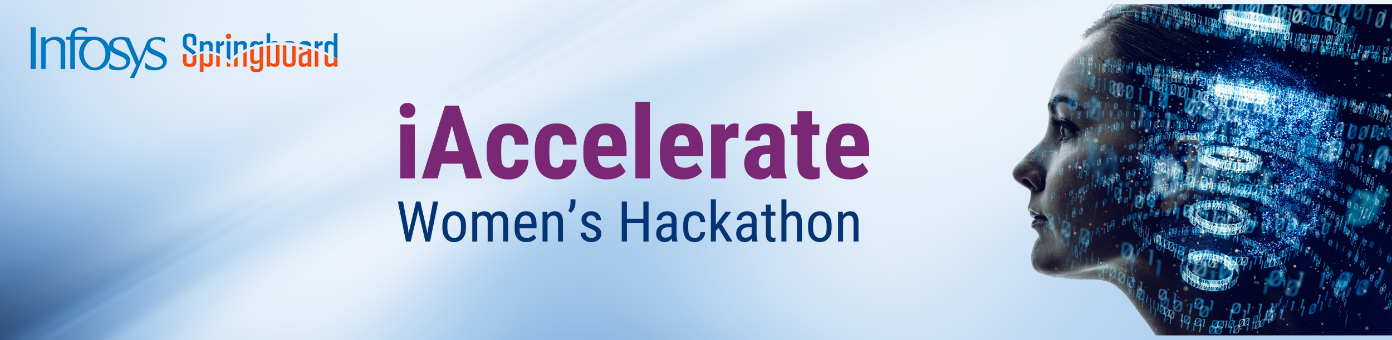 Infosys Springboard
iAccelerate
Women’s Hackathon